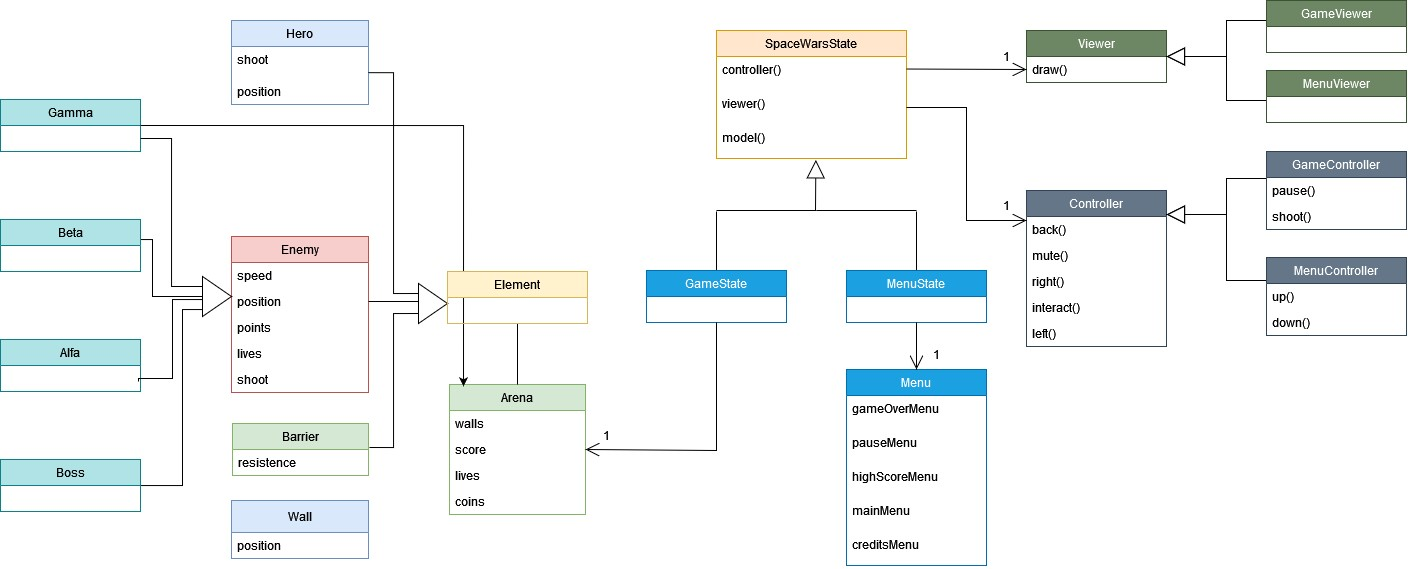 Hero
shoot
position
Gamma
Beta
Alfa
Boss
Enemy
speed
position
points
lives
shoot
Barrier
resistence
Wall
position
Element
Arena
walls
score
lives
coins
1
SpaceWarsState
controller()
viewer()
model()
GameState
MenuState
1
Menu
gameOverMenu
pauseMenu
highScoreMenu
mainMenu
creditsMenu
1
Viewer
draw()
1
Controller
back()
mute()
right()
interact()
left()
GameViewer
MenuViewer
GameController
pause()
shoot()
MenuController
up()
down()